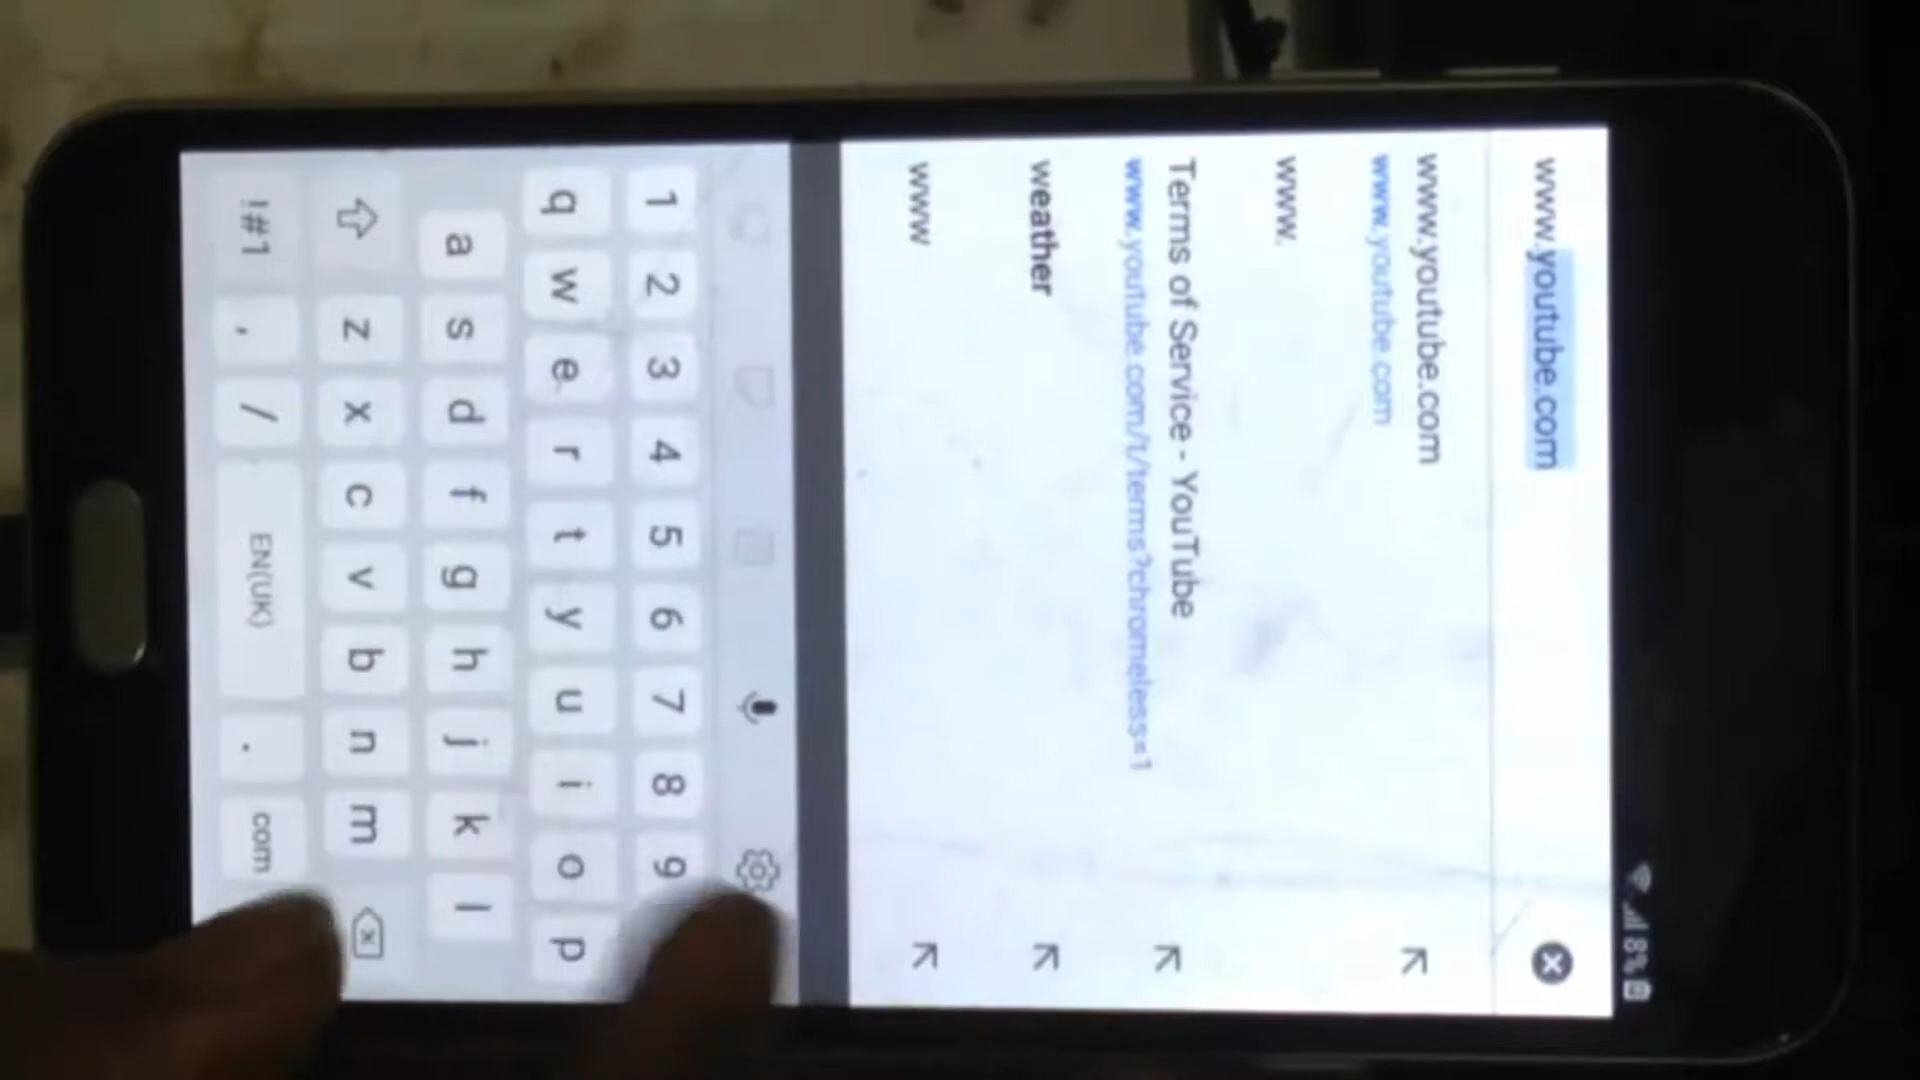 8%
www.youtube.com
www.youtube.com
www.youtube.com
www.
Terms of Service - YouTube
www.youtube.com/t/terms?chromeless=1
weather
www
1 2 3 4 5 6 7 8 9
q w e r t y u i o p
a s d f g h j k l
z x c v b n m
!#1 , / EN(UK) . com